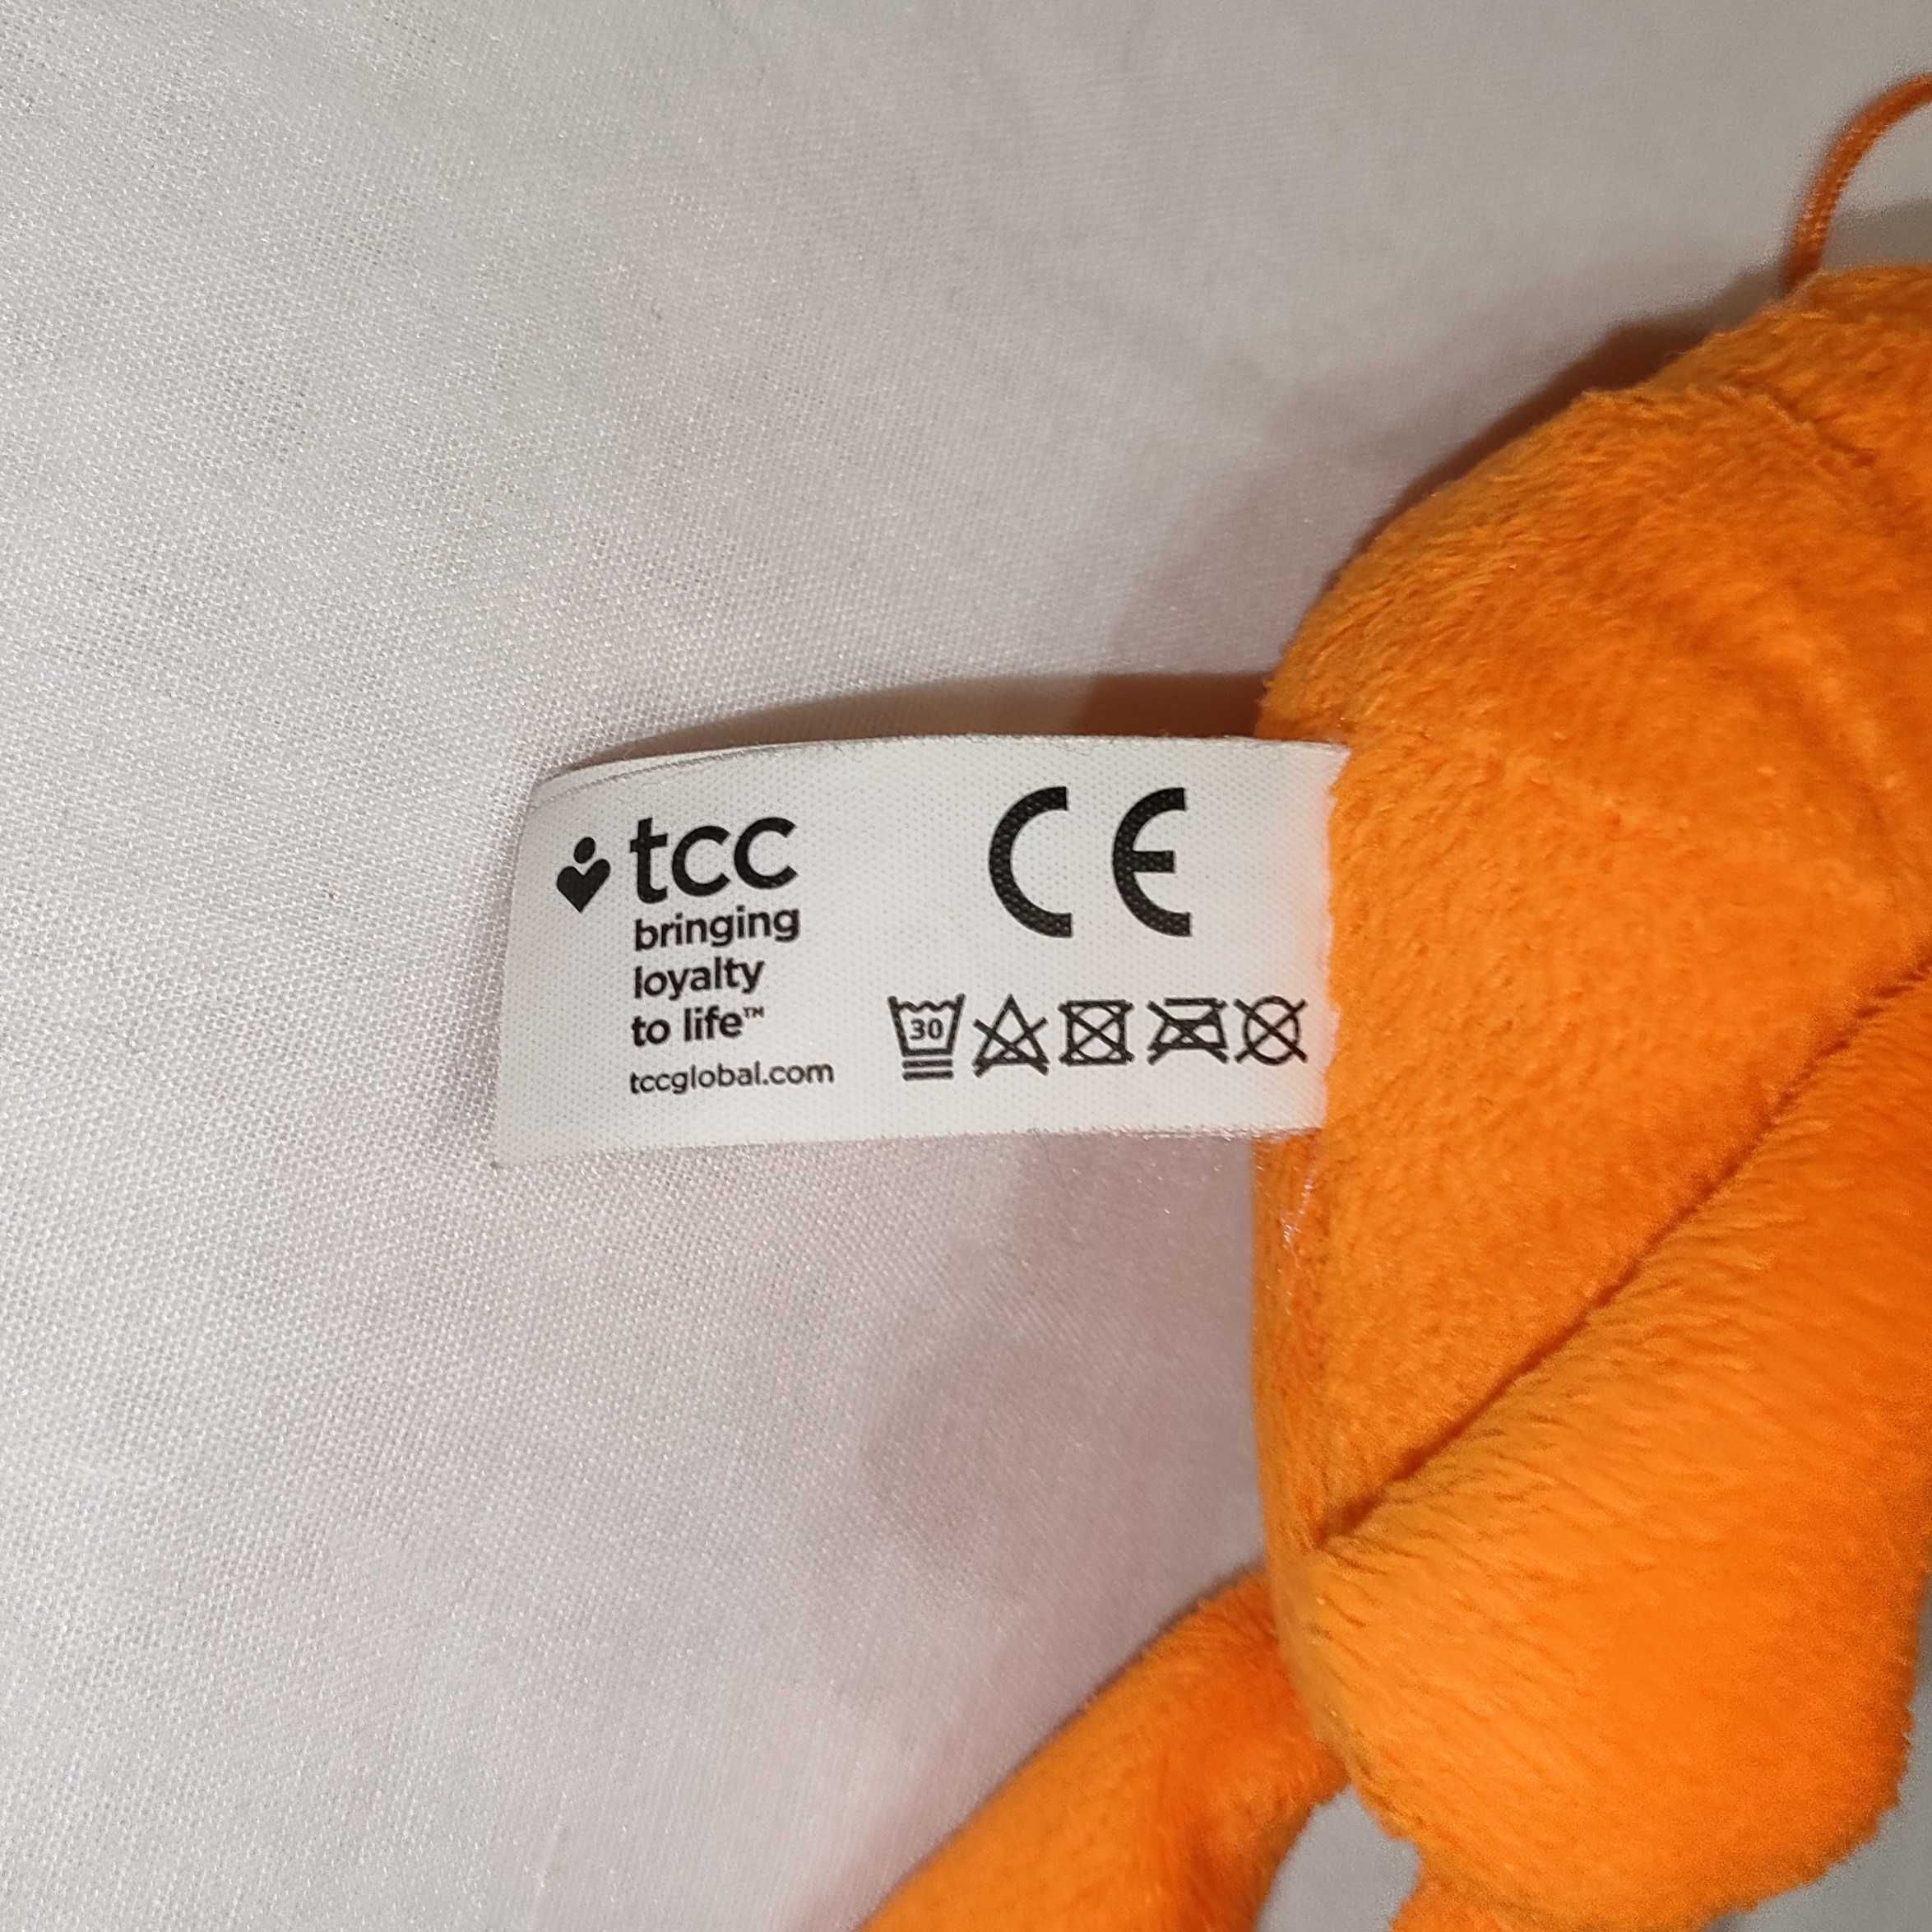 tcc
bringing
loyalty
to life™
tccglobal.com
CE
30